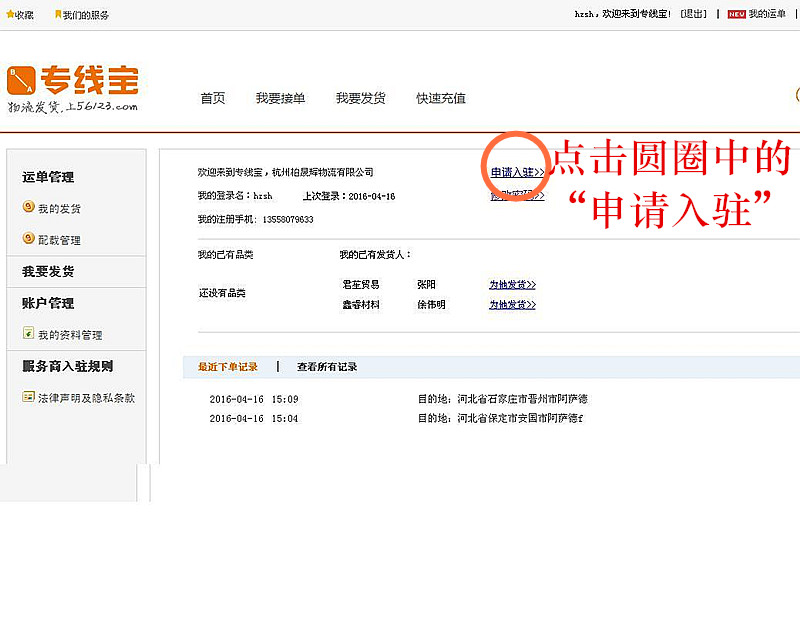 收藏 我们的服务 hzsh，欢迎来到专线宝! [退出] | NEW 我的运单 |
专线宝
物流发货,上56123.com
首页 我要接单 我要发货 快速充值
运单管理
我的发货
配载管理
我要发货
账户管理
我的资料管理
服务商入驻规则
法律声明及隐私条款
欢迎来到专线宝，杭州柏晟辉物流有限公司 申请入驻>>
我的登录名：hzsh 上次登录：2016-04-16 修改密码>>
我的注册手机: 13558079633
点击圆圈中的
“申请入驻”
我的已有品类 我的已有发货人：
还没有品类
君笙贸易 张阳 为他发货>>
鑫睿材料 徐伟明 为他发货>>
最近下单记录 | 查看所有记录
2016-04-16 15:09 目的地: 河北省石家庄市晋州市阿萨德
2016-04-16 15:04 目的地: 河北省保定市安国市阿萨德f